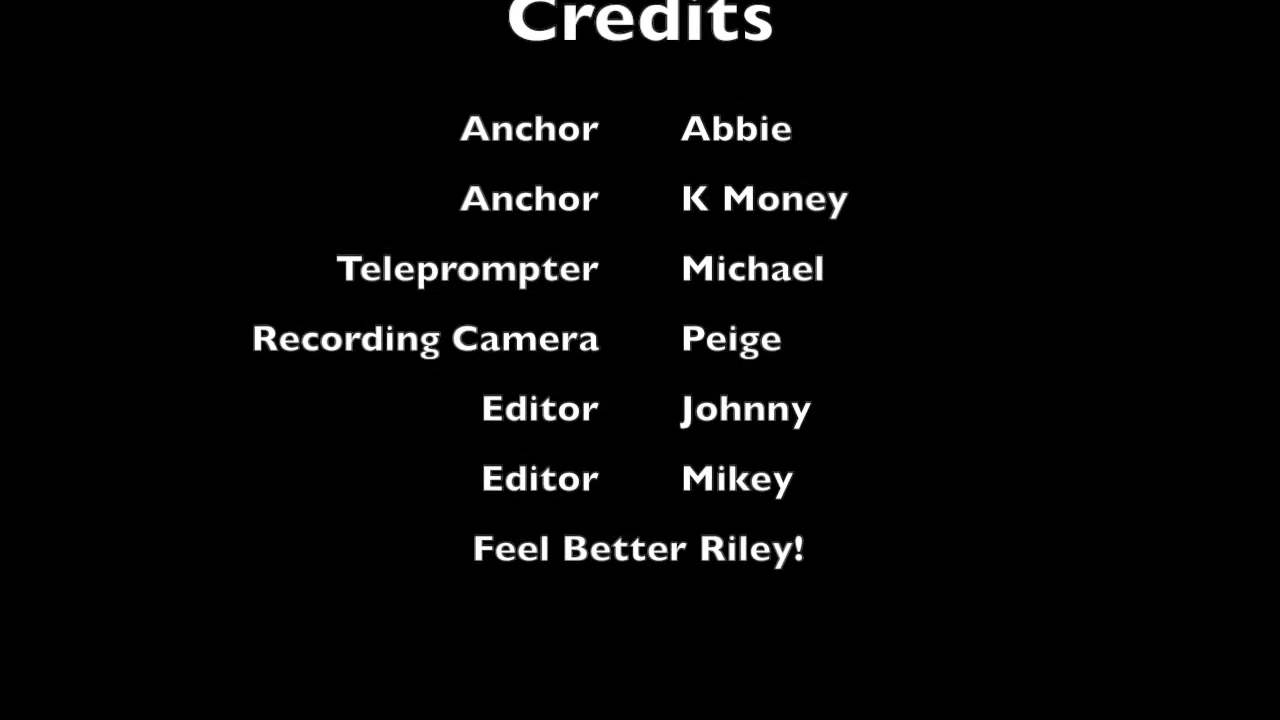 Credits
Anchor Abbie
Anchor K Money
Teleprompter Michael
Recording Camera Peige
Editor Johnny
Editor Mikey
Feel Better Riley!